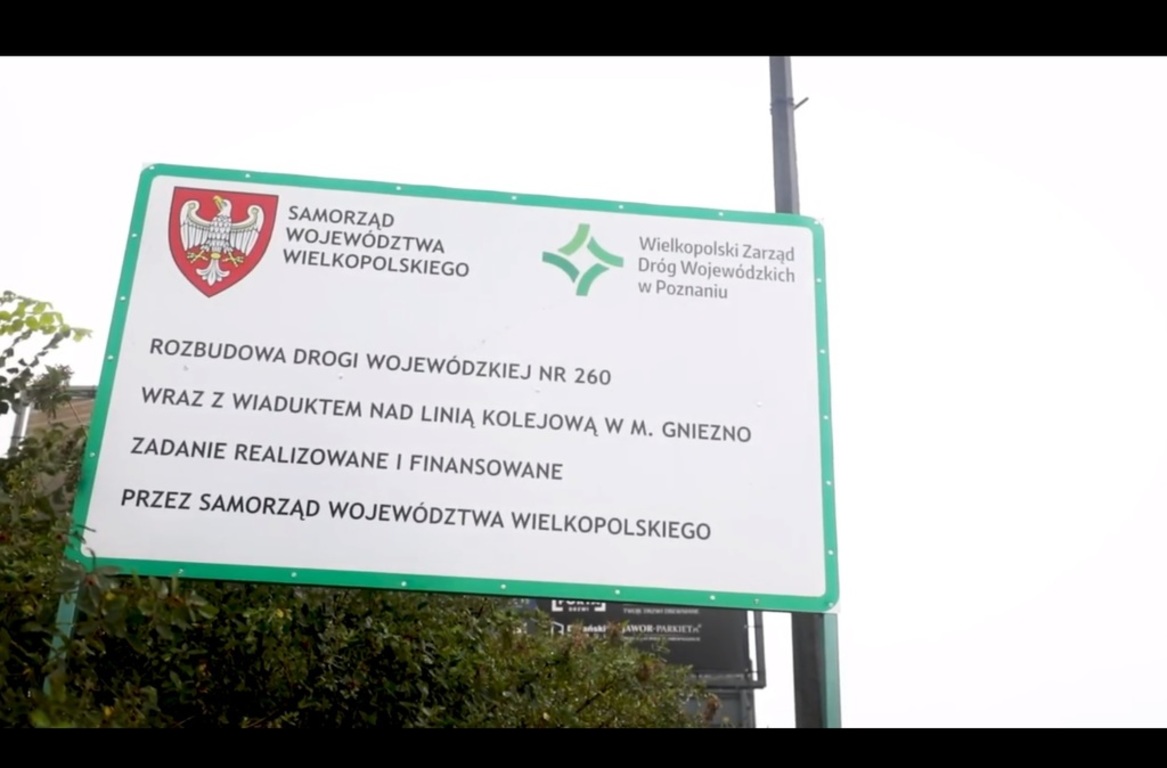 SAMORZĄD
WOJEWÓDZTWA
WIELKOPOLSKIEGO
Wielkopolski Zarząd
Dróg Wojewódzkich
w Poznaniu
ROZBUDOWA DROGI WOJEWÓDZKIEJ NR 260
WRAZ Z WIADUKTEM NAD LINIĄ KOLEJOWĄ W M. GNIEZNO
ZADANIE REALIZOWANE I FINANSOWANE
PRZEZ SAMORZĄD WOJEWÓDZTWA WIELKOPOLSKIEGO